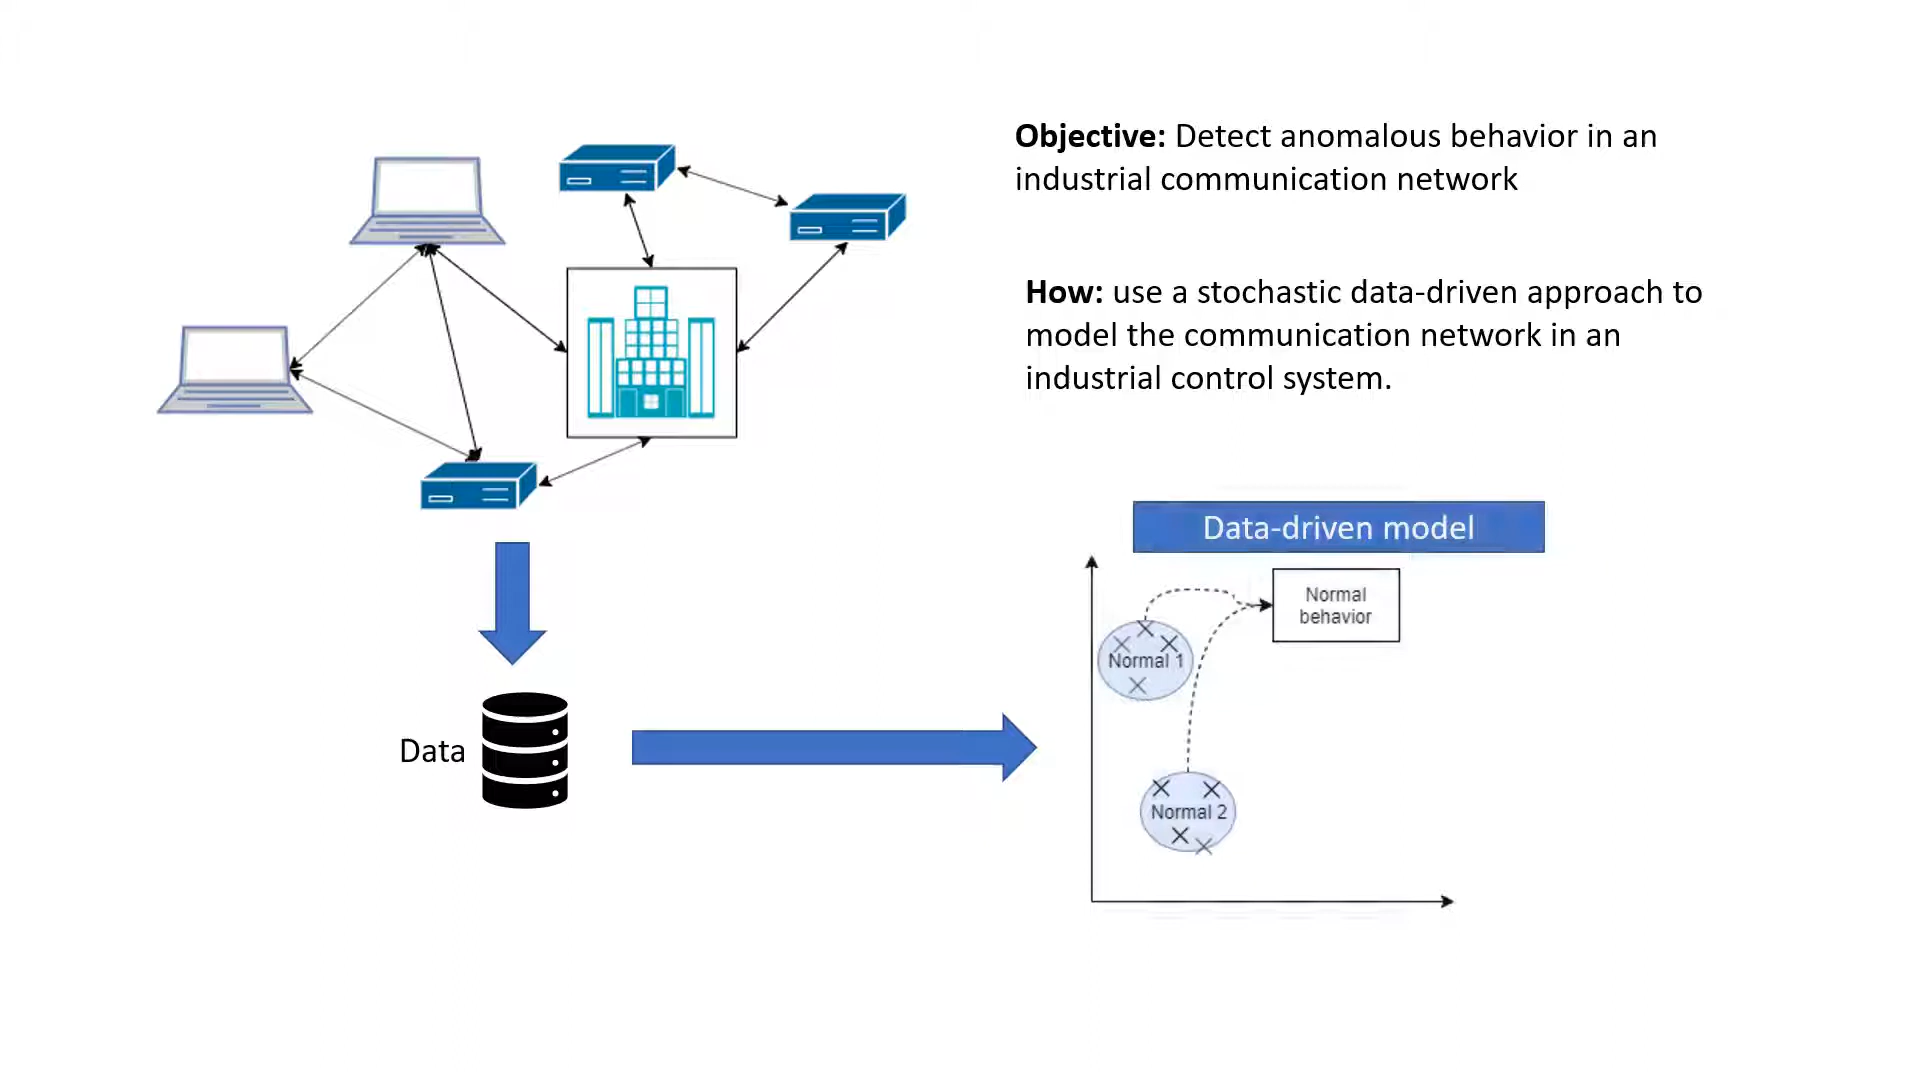 Objective: Detect anomalous behavior in an
industrial communication network
How: use a stochastic data-driven approach to
model the communication network in an
industrial control system.
Data-driven model
Normal
behavior
Normal 1
Normal 2
Data